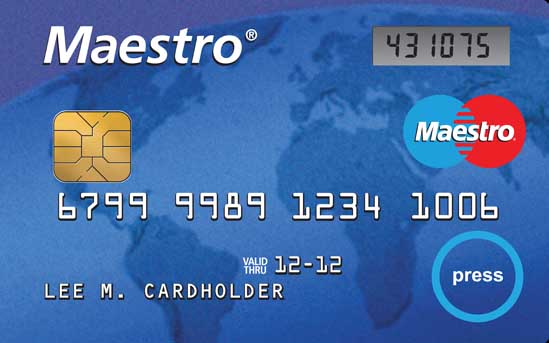 Maestro®
431075
Maestro
6799 9989 1234 1006
VALID THRU 12-12
press
LEE M. CARDHOLDER